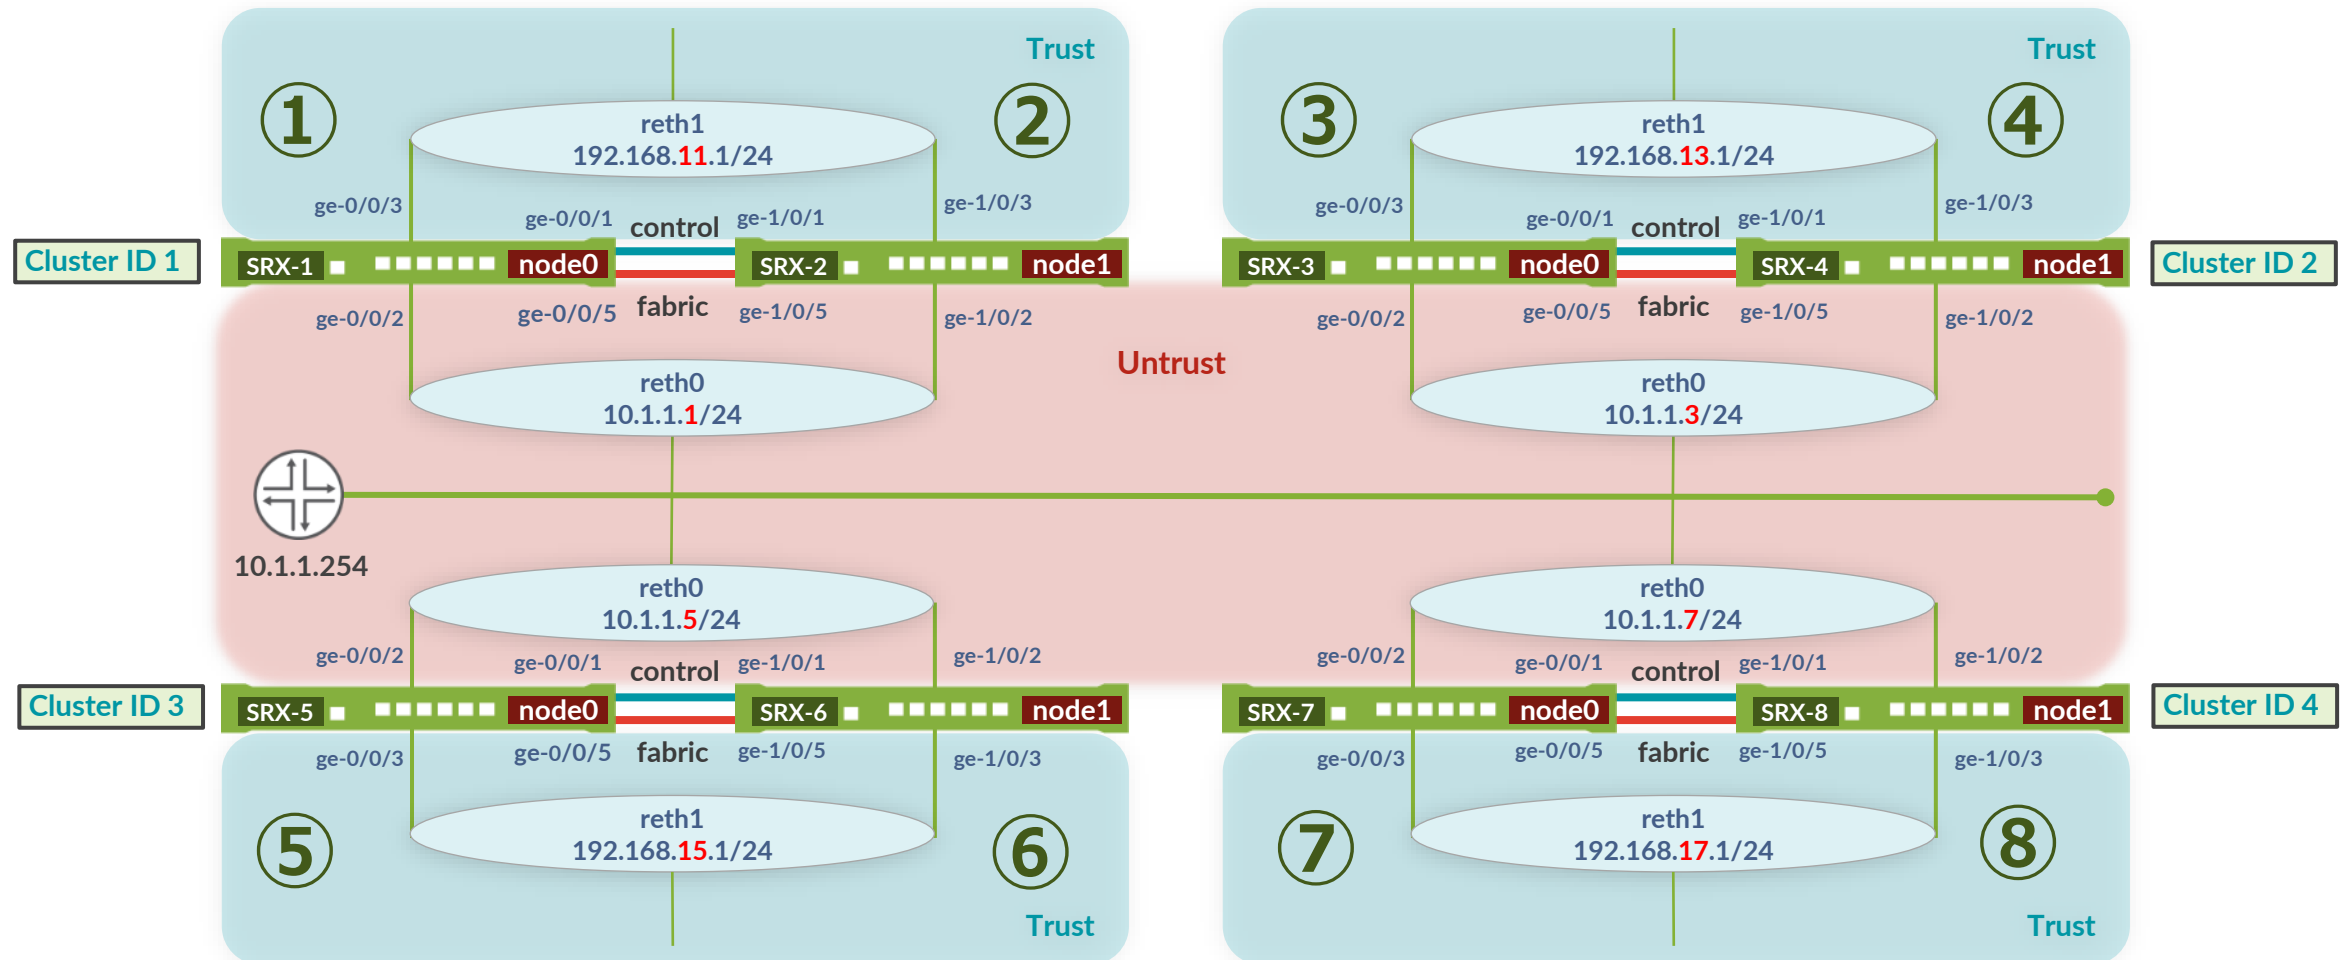 Trust
Trust
① ② ③ ④
reth1
192.168.11.1/24
reth1
192.168.13.1/24
ge-0/0/3 ge-0/0/1 control ge-1/0/1 ge-1/0/3
ge-0/0/3 ge-0/0/1 control ge-1/0/1 ge-1/0/3
Cluster ID 1 SRX-1 node0 SRX-2 node1
SRX-3 node0 SRX-4 node1 Cluster ID 2
ge-0/0/2 ge-0/0/5 fabric ge-1/0/5 ge-1/0/2
ge-0/0/2 ge-0/0/5 fabric ge-1/0/5 ge-1/0/2
Untrust
reth0
10.1.1.1/24
reth0
10.1.1.3/24
10.1.1.254
reth0
10.1.1.5/24
reth0
10.1.1.7/24
ge-0/0/2 ge-0/0/1 control ge-1/0/1 ge-1/0/2
ge-0/0/2 ge-0/0/1 control ge-1/0/1 ge-1/0/2
Cluster ID 3 SRX-5 node0 SRX-6 node1
SRX-7 node0 SRX-8 node1 Cluster ID 4
ge-0/0/3 ge-0/0/5 fabric ge-1/0/5 ge-1/0/3
ge-0/0/3 ge-0/0/5 fabric ge-1/0/5 ge-1/0/3
reth1
192.168.15.1/24
reth1
192.168.17.1/24
⑤ ⑥ ⑦ ⑧
Trust
Trust